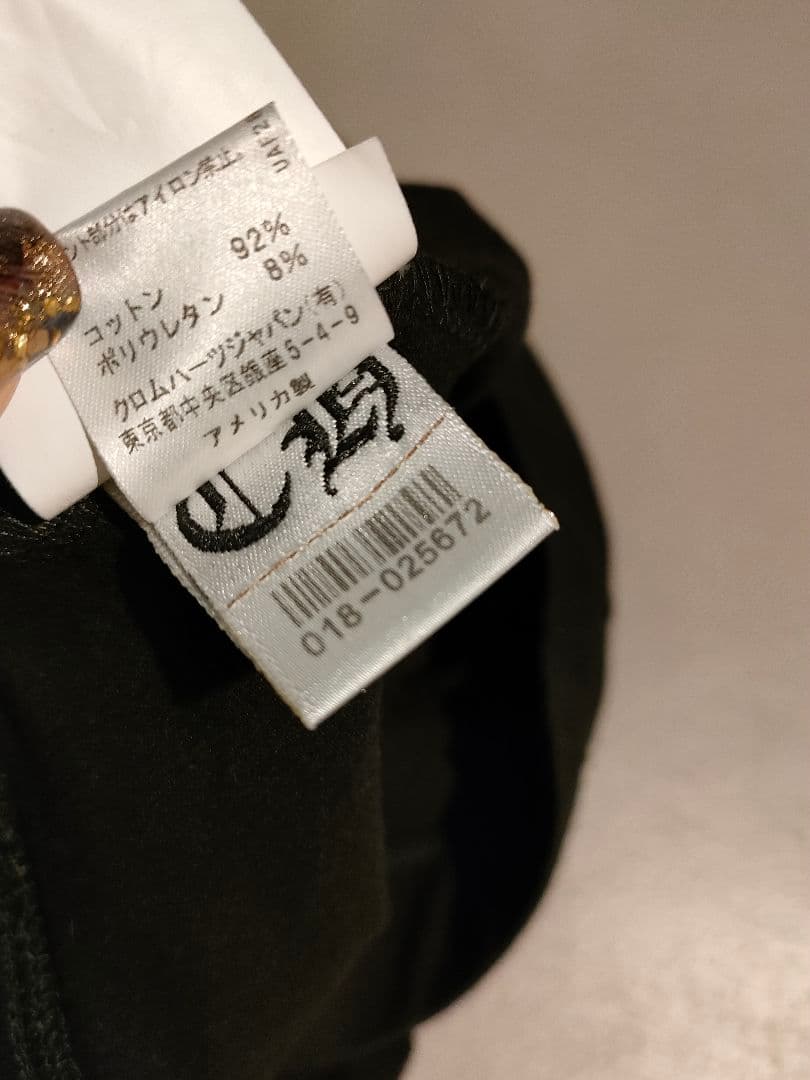 ント部分はアイロン禁止
コットン 92%
ポリウレタン 8%
クロムハーツジャパン(有)
東京都中央区銀座5-4-9
アメリカ製
018-025672